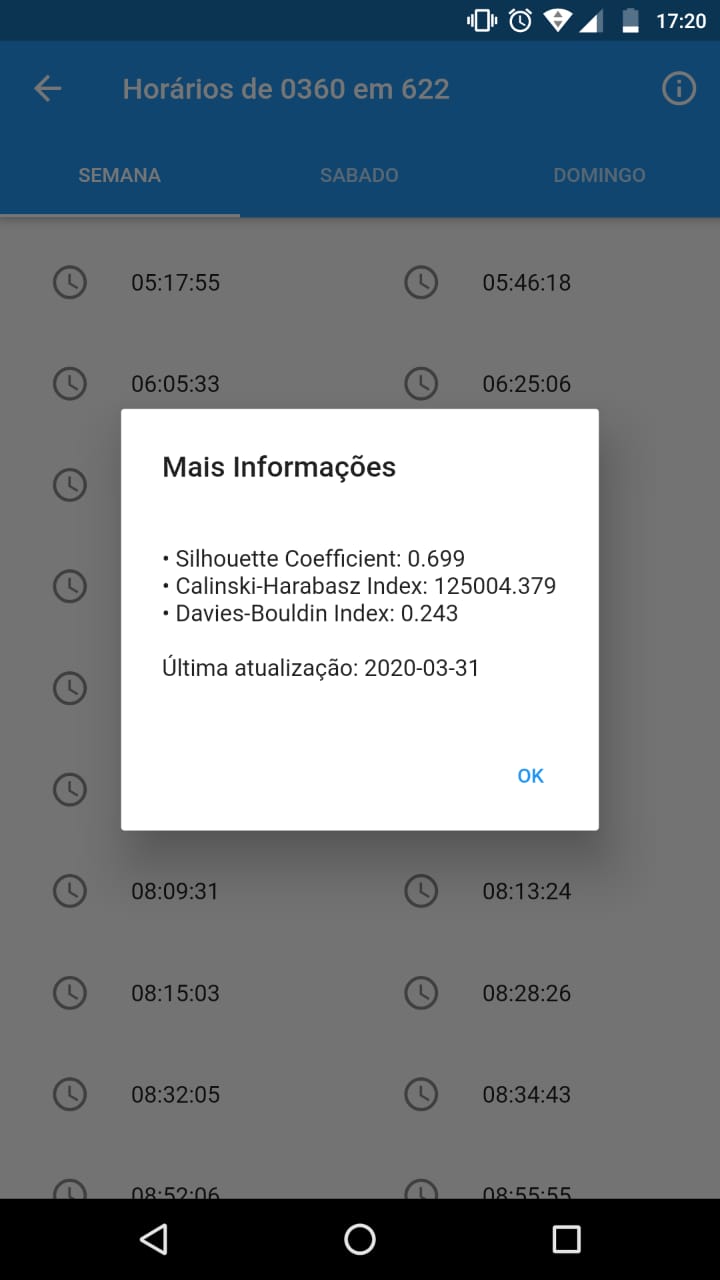 17:20
Horários de 0360 em 622
SEMANA SABADO DOMINGO
05:17:55 05:46:18
06:05:33 06:25:06
Mais Informações
• Silhouette Coefficient: 0.699
• Calinski-Harabasz Index: 125004.379
• Davies-Bouldin Index: 0.243
Última atualização: 2020-03-31
OK
08:09:31 08:13:24
08:15:03 08:28:26
08:32:05 08:34:43
08:52:06 08:55:55